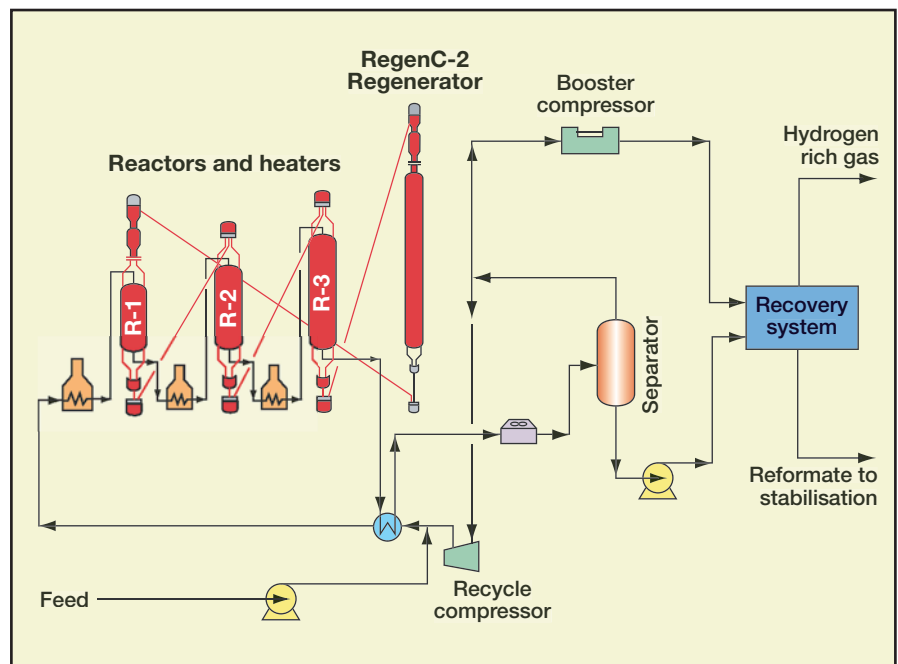 RegenC-2
Regenerator
Booster
compressor
Hydrogen
rich gas
Reactors and heaters
R-1
R-2
R-3
Recovery
system
Separator
Reformate to
stabilisation
Feed
Recycle
compressor